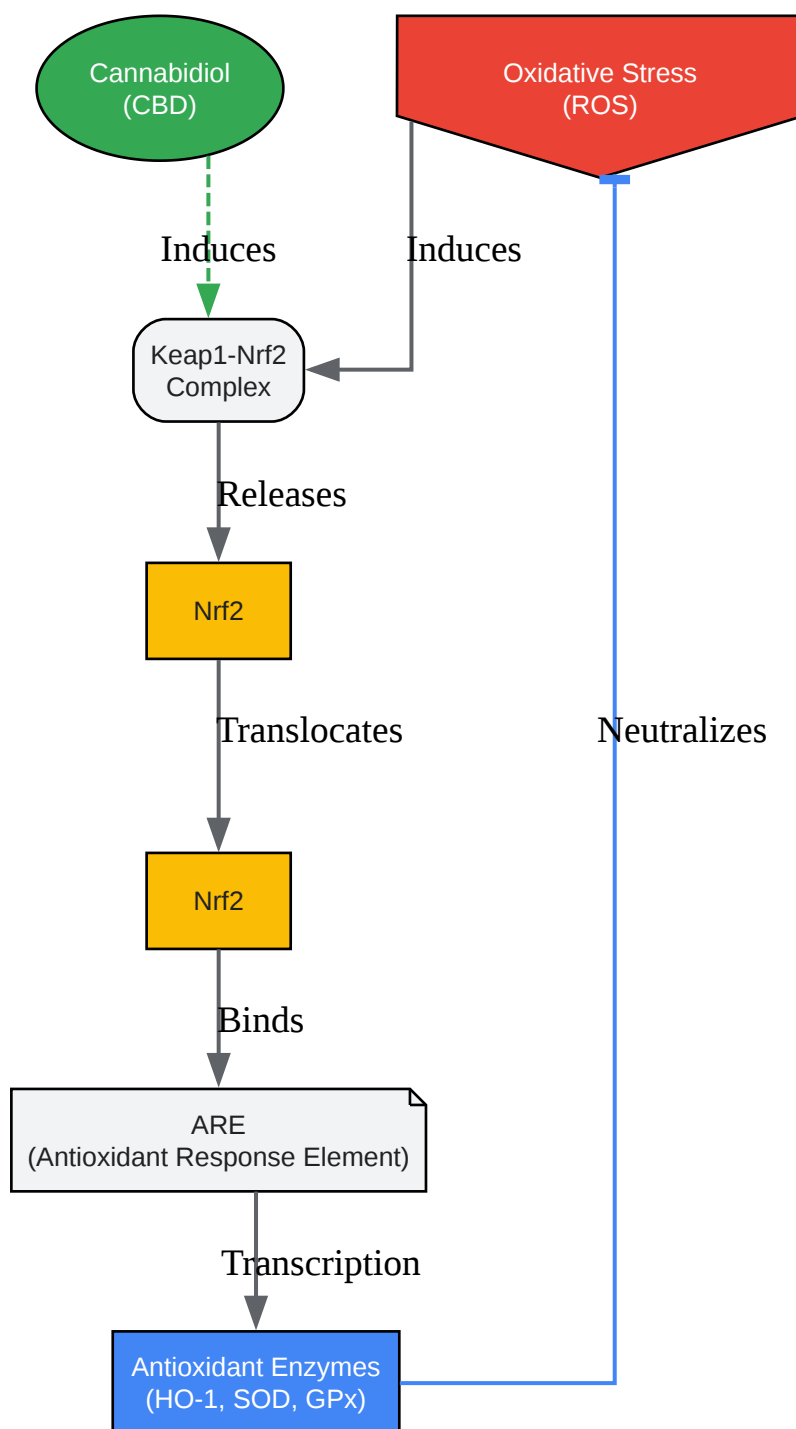 Cannabidiol
(CBD)
Oxidative Stress
(ROS)
Induces
Induces
Keap1-Nrf2
Complex
Releases
Nrf2
Translocates
Neutralizes
Nrf2
Binds
ARE
(Antioxidant Response Element)
Transcription
Antioxidant Enzymes
(HO-1, SOD, GPx)